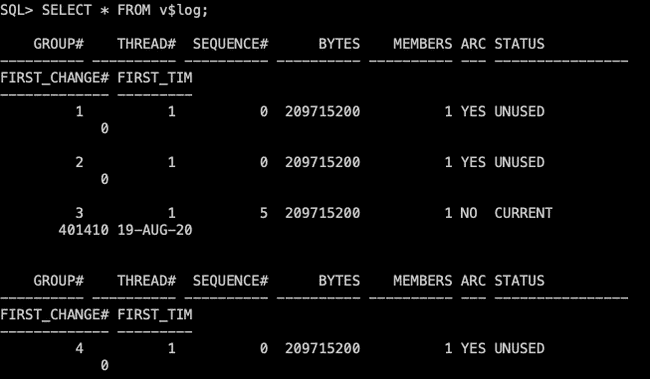 SQL> SELECT * FROM v$log;
    GROUP#    THREAD#  SEQUENCE#      BYTES    MEMBERS ARC STATUS
---------- ---------- ---------- ---------- ---------- --- ----------------
FIRST_CHANGE# FIRST_TIM
------------- ---------
         1          1          0  209715200          1 YES UNUSED
            0
         2          1          0  209715200          1 YES UNUSED
            0
         3          1          5  209715200          1 NO  CURRENT
       401410 19-AUG-20
    GROUP#    THREAD#  SEQUENCE#      BYTES    MEMBERS ARC STATUS
---------- ---------- ---------- ---------- ---------- --- ----------------
FIRST_CHANGE# FIRST_TIM
------------- ---------
         4          1          0  209715200          1 YES UNUSED
            0